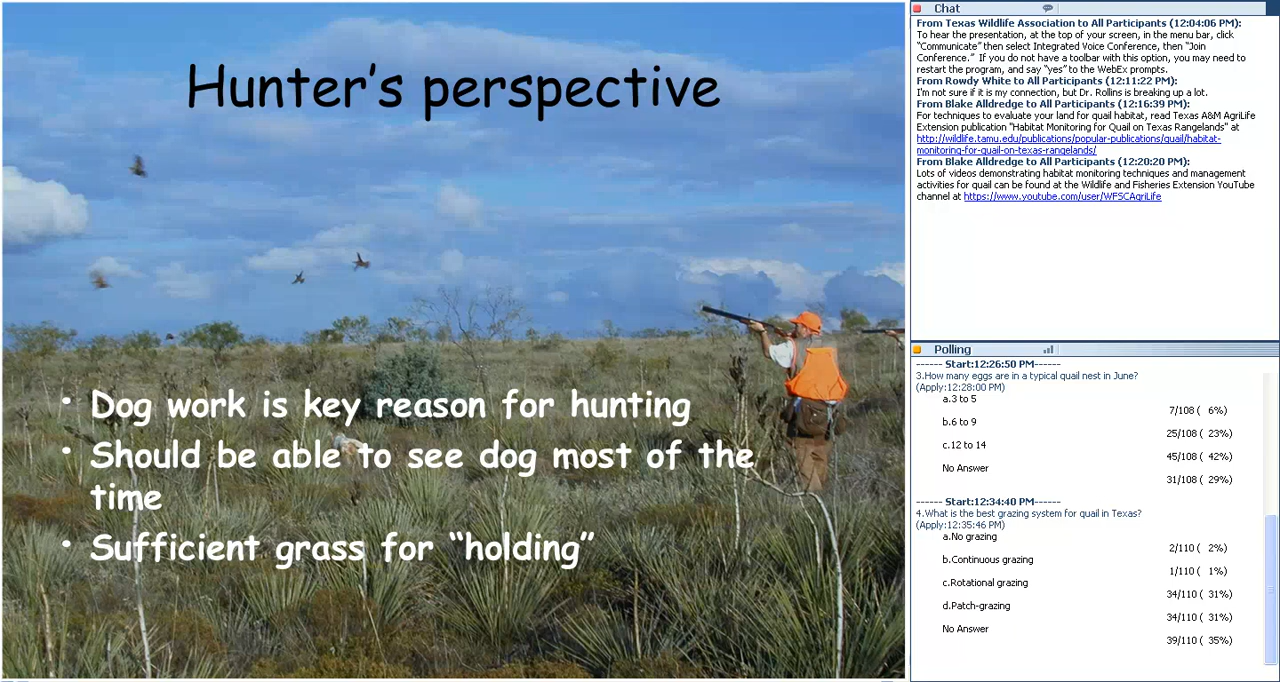 Hunter's perspective
• Dog work is key reason for hunting
• Should be able to see dog most of the
time
• Sufficient grass for “holding”
Chat
From Texas Wildlife Association to All Participants (12:04:06 PM):
To hear the presentation, at the top of your screen, in the menu bar, click
"Communicate" then select Integrated Voice Conference, then "Join
Conference." If you do not have a toolbar with this option, you may need to
restart the program, and say "yes" to the WebEx prompts.
From Rowdy White to All Participants (12:11:22 PM):
I'm not sure if it is my connection, but Dr. Rollins is breaking up a lot.
From Blake Alldredge to All Participants (12:16:39 PM):
For techniques to evaluate your land for quail habitat, read Texas A&M AgriLife
Extension publication "Habitat Monitoring for Quail on Texas Rangelands" at
http://wildlife.tamu.edu/publications/popular-publications/quail/habitat-
monitoring-for-quail-on-texas-rangelands/
From Blake Alldredge to All Participants (12:20:20 PM):
Lots of videos demonstrating habitat monitoring techniques and management
activities for quail can be found at the Wildlife and Fisheries Extension YouTube
channel at https://www.youtube.com/user/WFSCAgriLife
Polling
------ Start:12:26:50 PM------
3.How many eggs are in a typical quail nest in June?
(Apply:12:28:00 PM)
a.3 to 5
7/108 ( 6%)
b.6 to 9
25/108 ( 23%)
c.12 to 14
45/108 ( 42%)
No Answer
31/108 ( 29%)
------ Start:12:34:40 PM------
4.What is the best grazing system for quail in Texas?
(Apply:12:35:46 PM)
a.No grazing
2/110 ( 2%)
b.Continuous grazing
1/110 ( 1%)
c.Rotational grazing
34/110 ( 31%)
d.Patch-grazing
34/110 ( 31%)
No Answer
39/110 ( 35%)